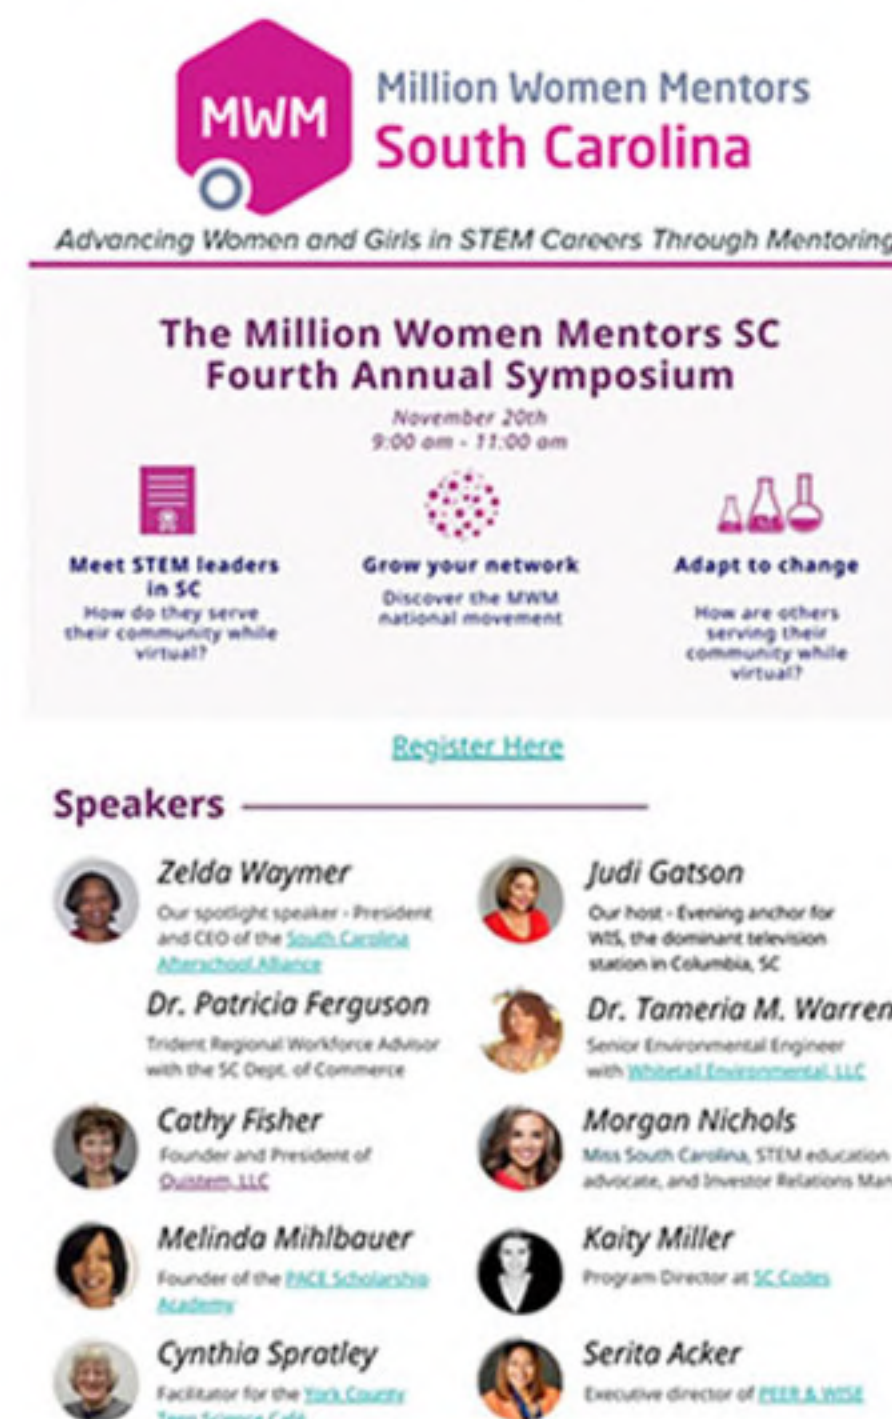 MWM
Million Women Mentors
South Carolina
Advancing Women and Girls in STEM Careers Through Mentoring
The Million Women Mentors SC
Fourth Annual Symposium
November 20th
9:00 am - 11:00 am
Meet STEM leaders
in SC
How do they serve
their community while
virtual?
Grow your network
Discover the MWM
national movement
Adapt to change
How are others
serving their
community while
virtual?
Register Here
Speakers
Zelda Waymer
Our spotlight speaker - President
and CEO of the South Carolina
Afterschool Alliance
Judi Gatson
Our host - Evening anchor for
WIS, the dominant television
station in Columbia, SC
Dr. Patricia Ferguson
Trident Regional Workforce Advisor
with the SC Dept. of Commerce
Dr. Tameria M. Warren
Senior Environmental Engineer
with Whitetail Environmental, LLC
Cathy Fisher
Founder and President of
Quistem, LLC
Morgan Nichols
Miss South Carolina, STEM education
advocate, and Investor Relations Man
Melinda Mihlbauer
Founder of the PACE Scholarship
Academy
Kaity Miller
Program Director at SC Codes
Cynthia Spratley
Facilitator for the York County
Teen Science Café
Serita Acker
Executive director of PEER & WISE